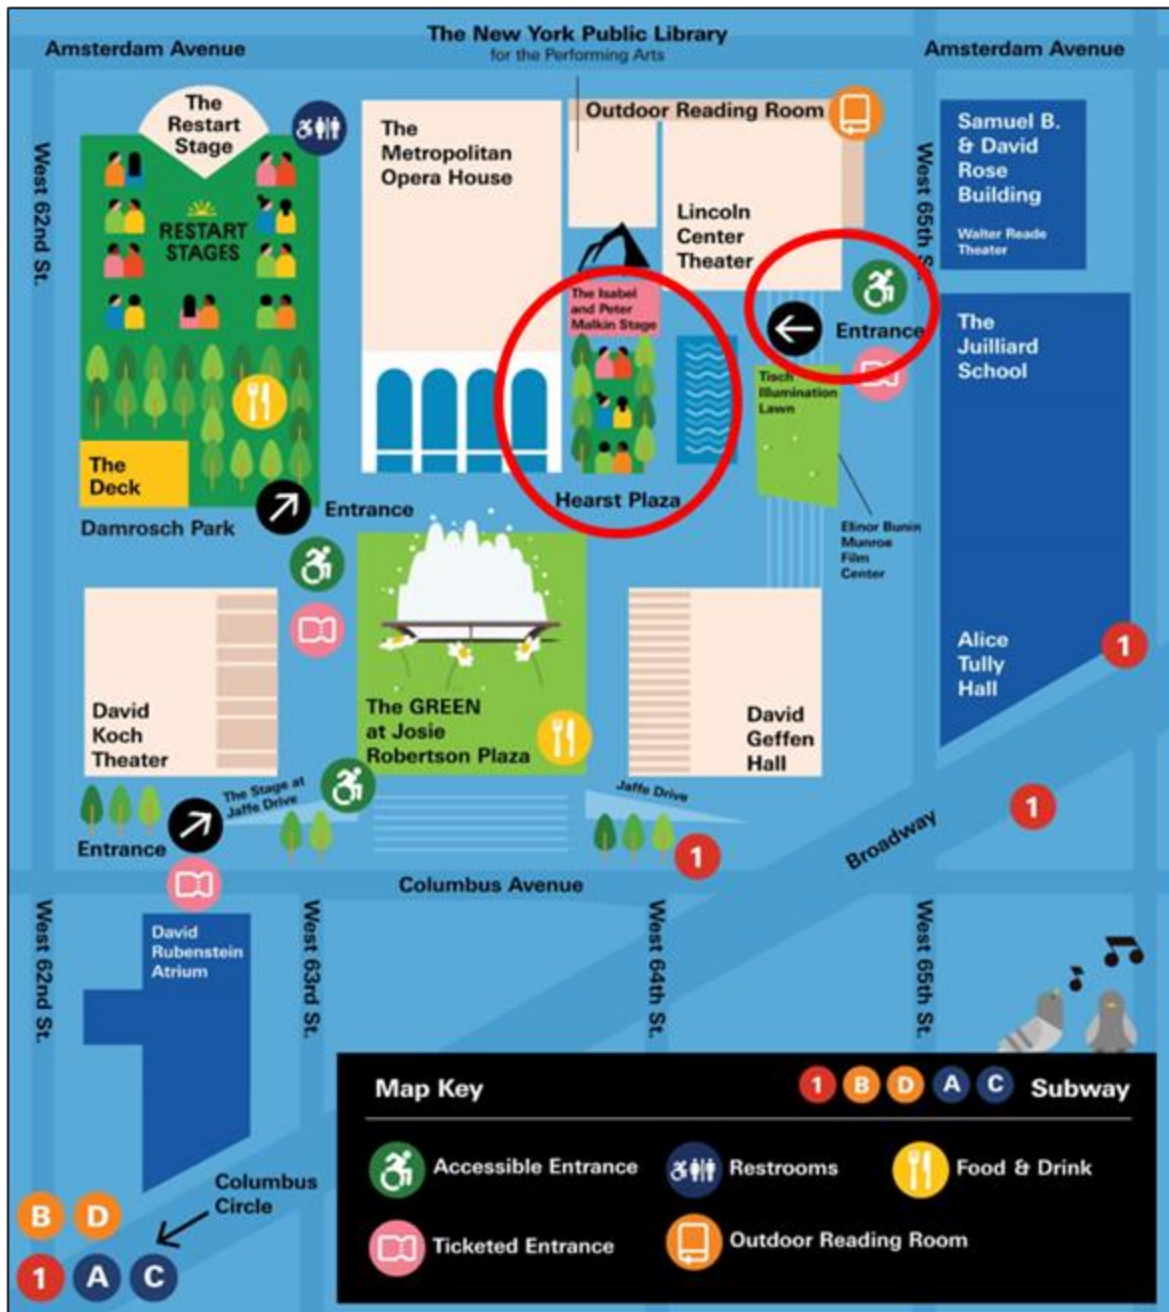 Amsterdam Avenue
The New York Public Library
for the Performing Arts
Amsterdam Avenue
The
Restart
Stage
RESTART
STAGES
The
Metropolitan
Opera House
Outdoor Reading Room
Lincoln
Center
Theater
Samuel B.
& David
Rose
Building
Walter Reade
Theater
West 62nd St.
West 65th St.
The Isabel
and Peter
Malkin Stage
Entrance
The
Juilliard
School
Tisch
Illumination
Lawn
The
Deck
Damrosch Park
Entrance
Hearst Plaza
Elinor Bunin
Munroe
Film
Center
David
Koch
Theater
The GREEN
at Josie
Robertson Plaza
David
Geffen
Hall
Alice
Tully
Hall
1
The Stage at
Jaffe Drive
Jaffe Drive
Entrance
1
1
Broadway
Columbus Avenue
West 62nd St.
David
Rubenstein
Atrium
West 63rd St.
West 64th St.
West 65th St.
Map Key
1 B D A C Subway
Accessible Entrance
Restrooms
Food & Drink
Ticketed Entrance
Outdoor Reading Room
Columbus
Circle
B D
1 A C